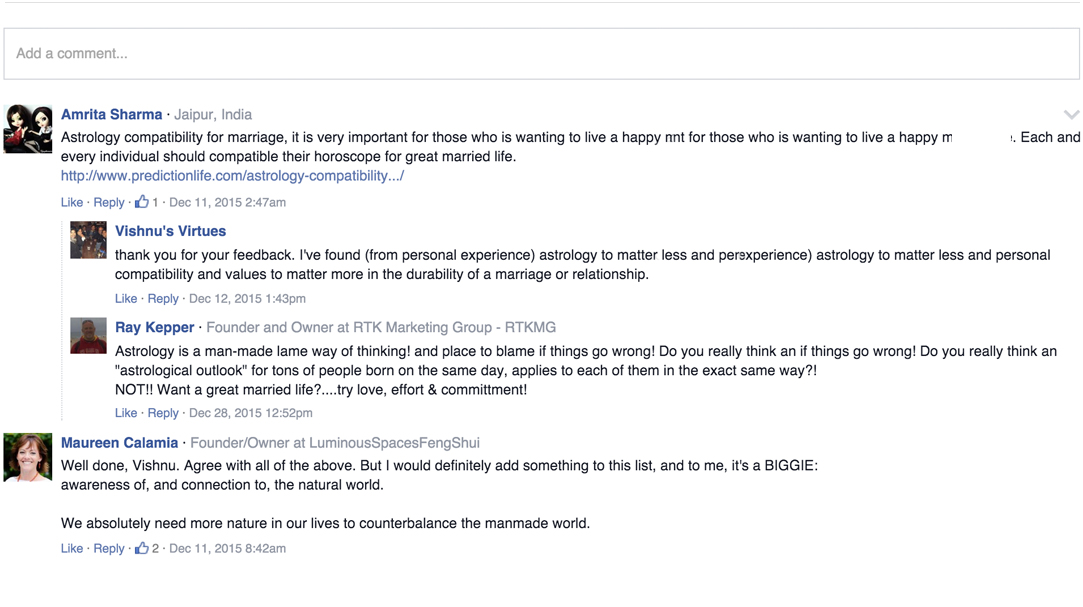 Add a comment...
Amrita Sharma · Jaipur, India
Astrology compatibility for marriage, it is very important for those who is wanting to live a happy mnt for those who is wanting to live a happy m . Each and
every individual should compatible their horoscope for great married life.
http://www.predictionlife.com/astrology-compatibility.../
Like · Reply · 1 · Dec 11, 2015 2:47am
Vishnu's Virtues
thank you for your feedback. I've found (from personal experience) astrology to matter less and perexperience) astrology to matter less and personal
compatibility and values to matter more in the durability of a marriage or relationship.
Like · Reply · Dec 12, 2015 1:43pm
Ray Kepper · Founder and Owner at RTK Marketing Group - RTKMG
Astrology is a man-made lame way of thinking! and place to blame if things go wrong! Do you really think an if things go wrong! Do you really think an
"astrological outlook" for tons of people born on the same day, applies to each of them in the exact same way?!
NOT!! Want a great married life?....try love, effort & committment!
Like · Reply · Dec 28, 2015 12:52pm
Maureen Calamia · Founder/Owner at LuminousSpacesFengShui
Well done, Vishnu. Agree with all of the above. But I would definitely add something to this list, and to me, it's a BIGGIE:
awareness of, and connection to, the natural world.
We absolutely need more nature in our lives to counterbalance the manmade world.
Like · Reply · 2 · Dec 11, 2015 8:42am